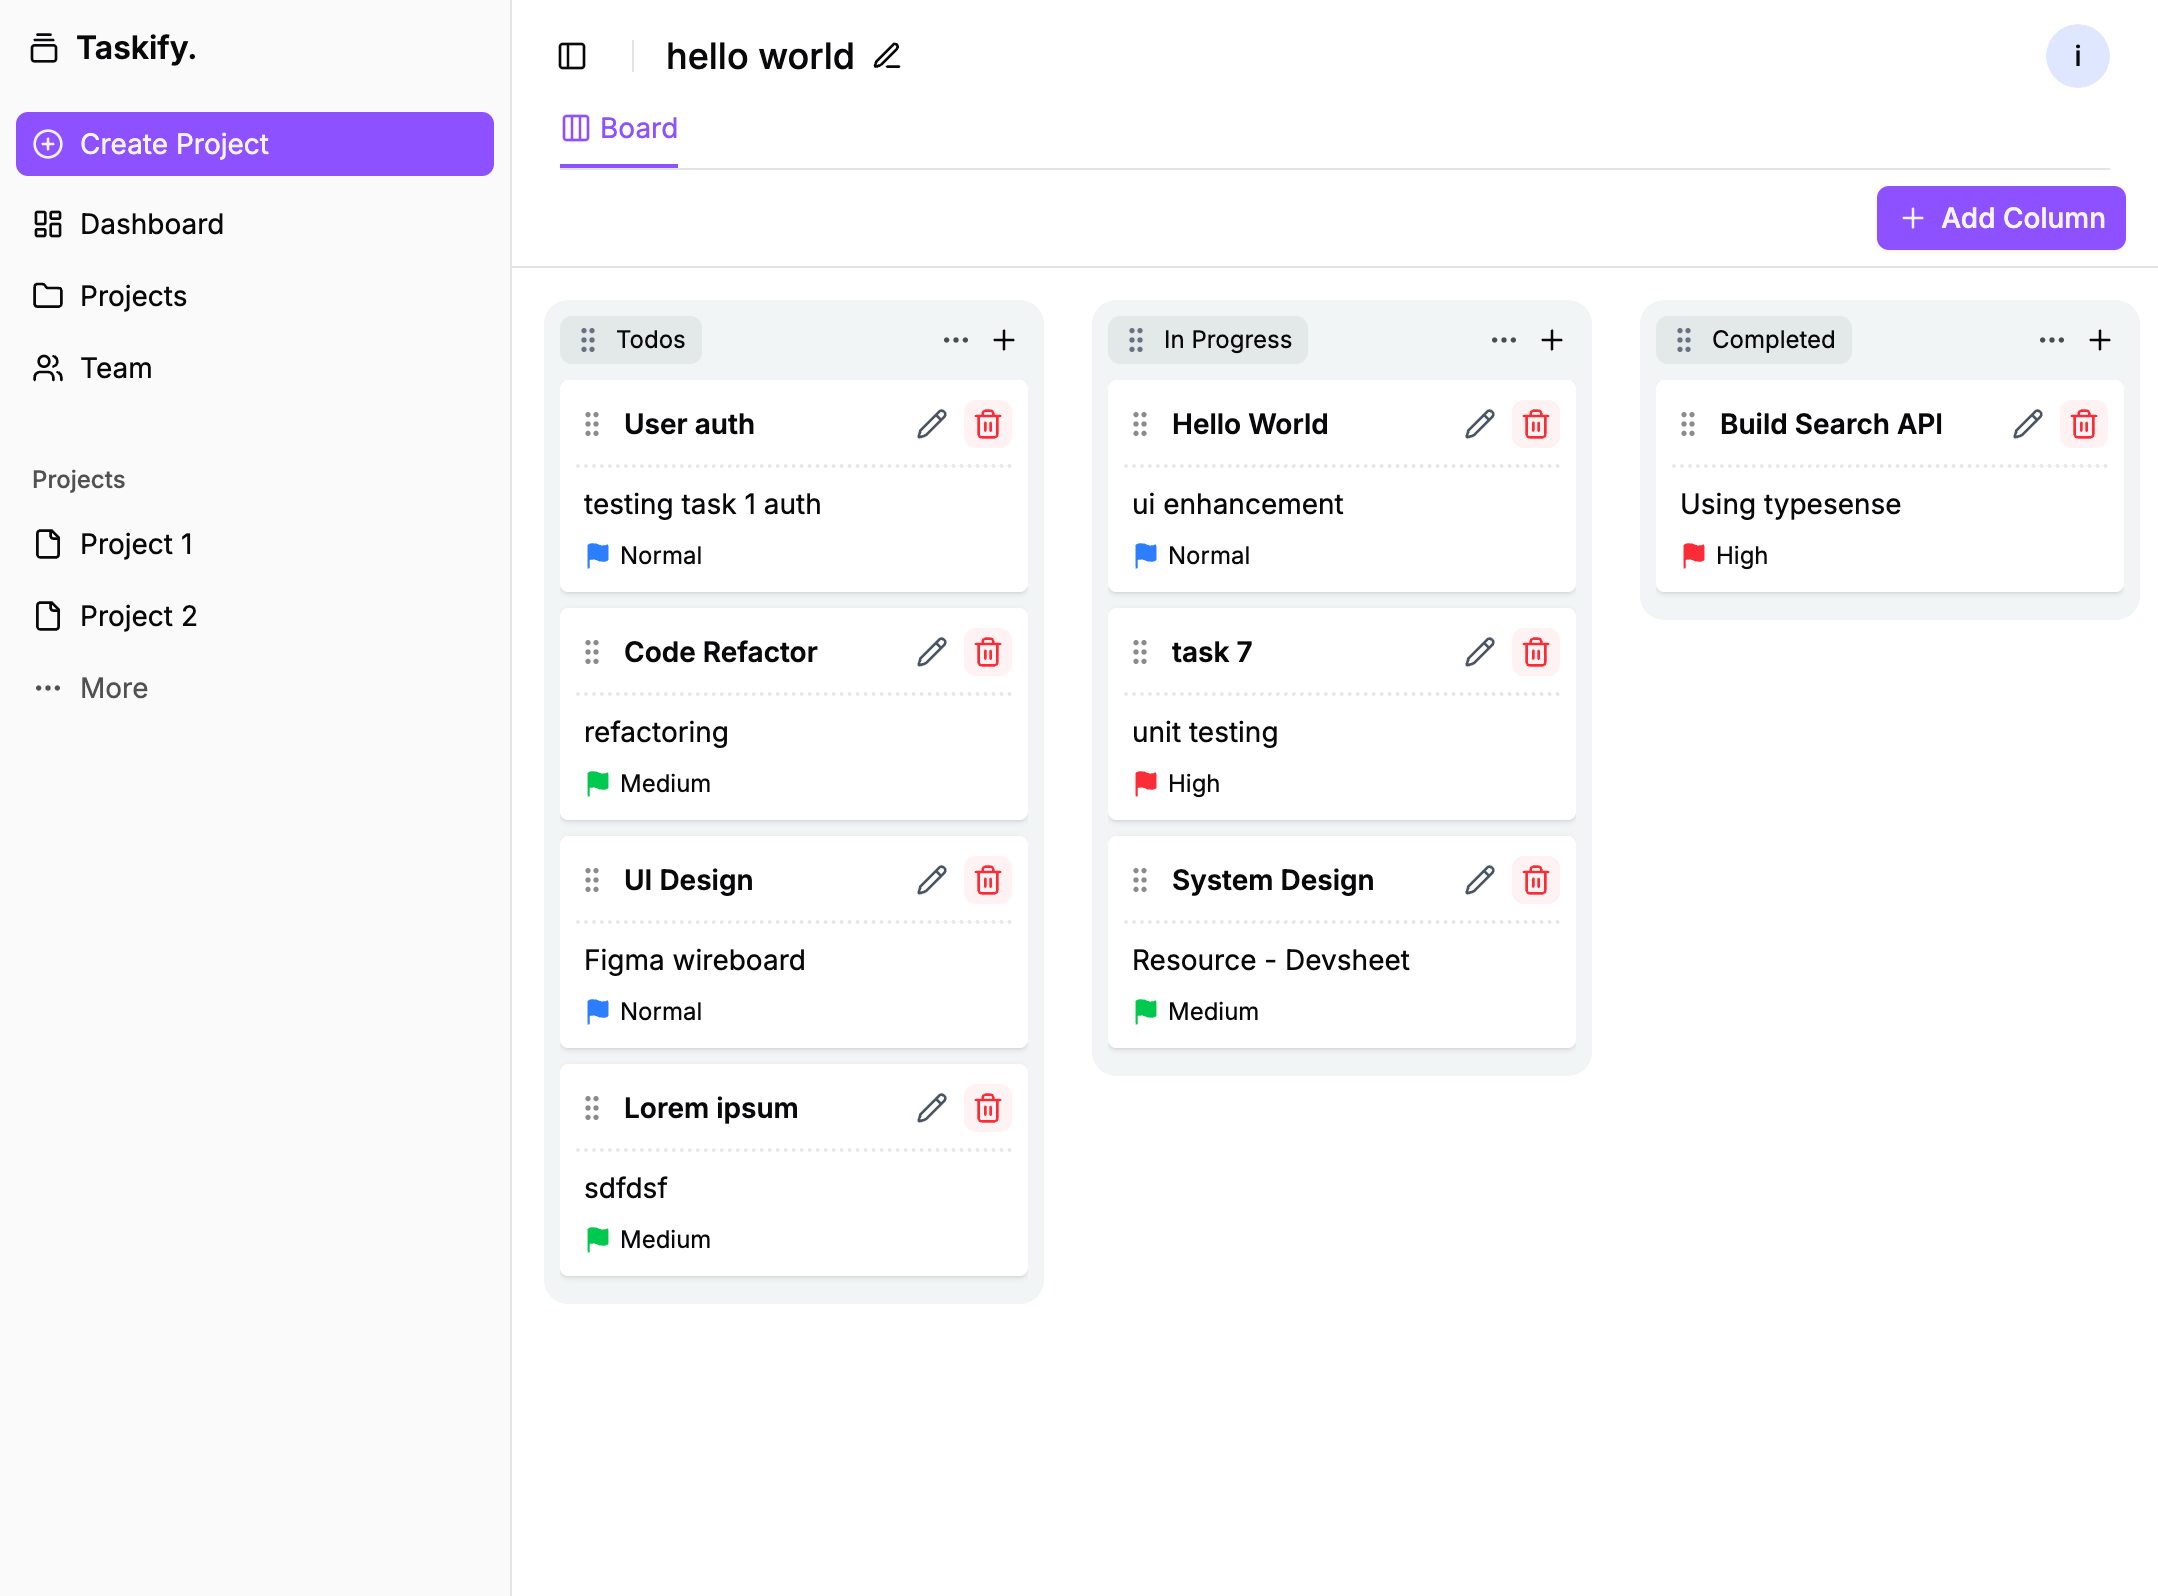 Taskify.
Create Project
Dashboard
Projects
Team
Projects
Project 1
Project 2
More
hello world
i
Board
Add Column
Todos
User auth
testing task 1 auth
Normal
Code Refactor
refactoring
Medium
UI Design
Figma wireboard
Normal
Lorem ipsum
sdfdsf
Medium
In Progress
Hello World
ui enhancement
Normal
task 7
unit testing
High
System Design
Resource - Devsheet
Medium
Completed
Build Search API
Using typesense
High